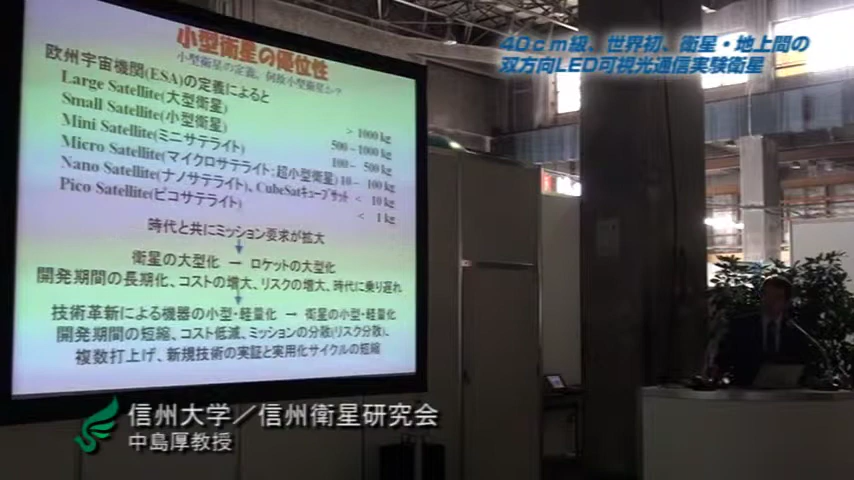 40cm級、世界初、衛星・地上間の
双方向LED可視光通信実験衛星
小型衛星の優位性
小型衛星の定義、何故小型衛星か?
欧州宇宙機関(ESA)の定義によると
Large Satellite(大型衛星) > 1000 kg
Small Satellite(小型衛星) 500 – 1000 kg
Mini Satellite(ミニサテライト) 100 – 500 kg
Micro Satellite(マイクロサテライト:超小型衛星) 10 – 100 kg
Nano Satellite(ナノサテライト)、CubeSatキューブサット < 10 kg
Pico Satellite(ピコサテライト) < 1 kg
時代と共にミッション要求が拡大
衛星の大型化 → ロケットの大型化
開発期間の長期化、コストの増大、リスクの増大、時代に乗り遅れ
技術革新による機器の小型・軽量化 → 衛星の小型・軽量化
開発期間の短縮、コスト低減、ミッションの分散(リスク分散)、
複数打上げ、新規技術の実証と実用化サイクルの短縮
信州大学/信州衛星研究会
中島厚教授